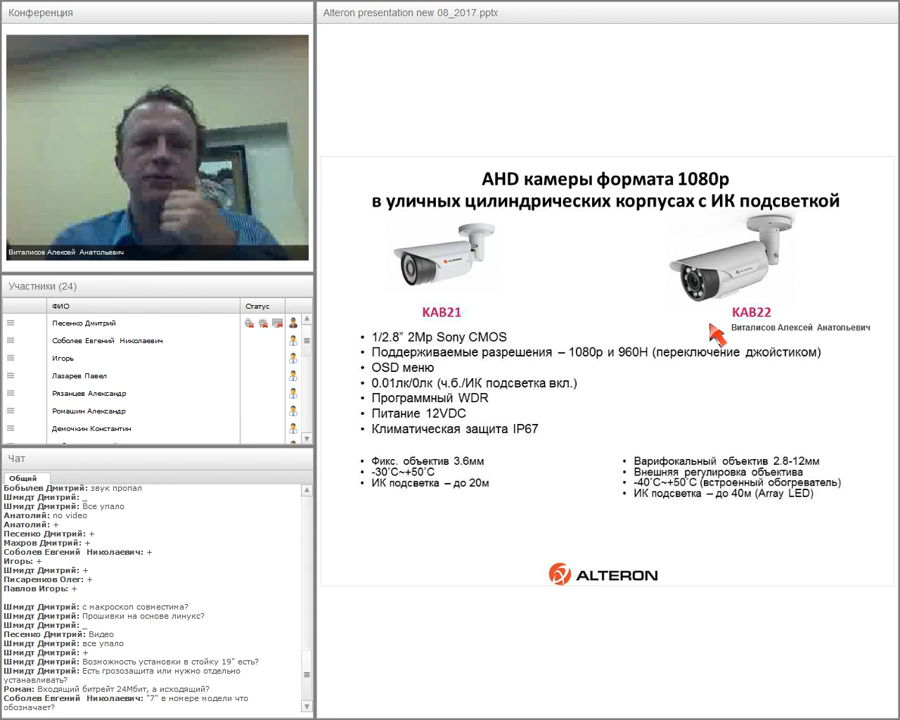 Конференция
Виталисов Алексей Анатольевич
Участники (24)
ФИО
Статус
Песенко Дмитрий
Соболев Евгений Николаевич
Игорь
Лазарев Павел
Рязанцев Александр
Ромашин Александр
Демочкин Константин
Чат
Общий
Бобылев Дмитрий: звук пропал
Шмидт Дмитрий: _
Шмидт Дмитрий: Все упало
Анатолий: no video
Анатолий: +
Песенко Дмитрий: +
Махров Дмитрий: +
Соболев Евгений Николаевич: +
Игорь: +
Шмидт Дмитрий: +
Писаренков Олег: +
Павлов Игорь: +
Шмидт Дмитрий: с макроскоп совместима?
Шмидт Дмитрий: Прошивки на основе линукс?
Шмидт Дмитрий: _
Песенко Дмитрий: Видео
Шмидт Дмитрий: все упало
Шмидт Дмитрий: +
Шмидт Дмитрий: Возможность установки в стойку 19" есть?
Шмидт Дмитрий: Есть грозозащита или нужно отдельно
устанавливать?
Роман: Входящий битрейт 24Мбит, а исходящий?
Соболев Евгений Николаевич: "7" в номере модели что
обозначает?
Alteron presentation new 08_2017.pptx
AHD камеры формата 1080p
в уличных цилиндрических корпусах с ИК подсветкой
ALTERON
KAB21
KAB22
Виталисов Алексей Анатольевич
• 1/2.8" 2Mp Sony CMOS
• Поддерживаемые разрешения – 1080p и 960H (переключение джойстиком)
• OSD меню
• 0.01лк/0лк (ч.б./ИК подсветка вкл.)
• Программный WDR
• Питание 12VDC
• Климатическая защита IP67
• Фикс. объектив 3.6мм
• -30˚C~+50˚C
• ИК подсветка – до 20м
• Варифокальный объектив 2.8-12мм
• Внешняя регулировка объектива
• -40˚C~+50˚C (встроенный обогреватель)
• ИК подсветка – до 40м (Array LED)
ALTERON